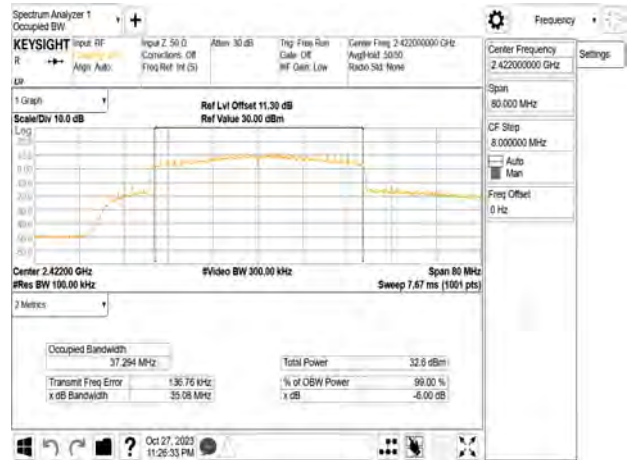 Spectrum Analyzer 1
Occupied BW
Frequency
KEYSIGHT
Input: RF
Input Z: 50 Ω
Atten: 30 dB
Trig: Free Run
Center Freq: 2.422000000 GHz
R
Corrections: Off
Gate: Off
Avg|Hold: 50/50
Align: Auto
Freq Ref: Int (S)
#IF Gain: Low
Radio Std: None
Center Frequency
2.422000000 GHz
Settings
Span
80.000 MHz
CF Step
8.000000 MHz
Auto
Man
Freq Offset
0 Hz
1 Graph
Ref Lvl Offset 11.30 dB
Scale/Div 10.0 dB
Ref Value 30.00 dBm
Log
Center 2.42200 GHz
#Video BW 300.00 kHz
Span 80 MHz
#Res BW 100.00 kHz
Sweep 7.67 ms (1001 pts)
2 Metrics
Occupied Bandwidth
37.294 MHz
Total Power
32.6 dBm
Transmit Freq Error
136.76 kHz
% of OBW Power
99.00 %
x dB Bandwidth
35.08 MHz
x dB
-6.00 dB
?
Oct 27, 2023
11:26:33 PM